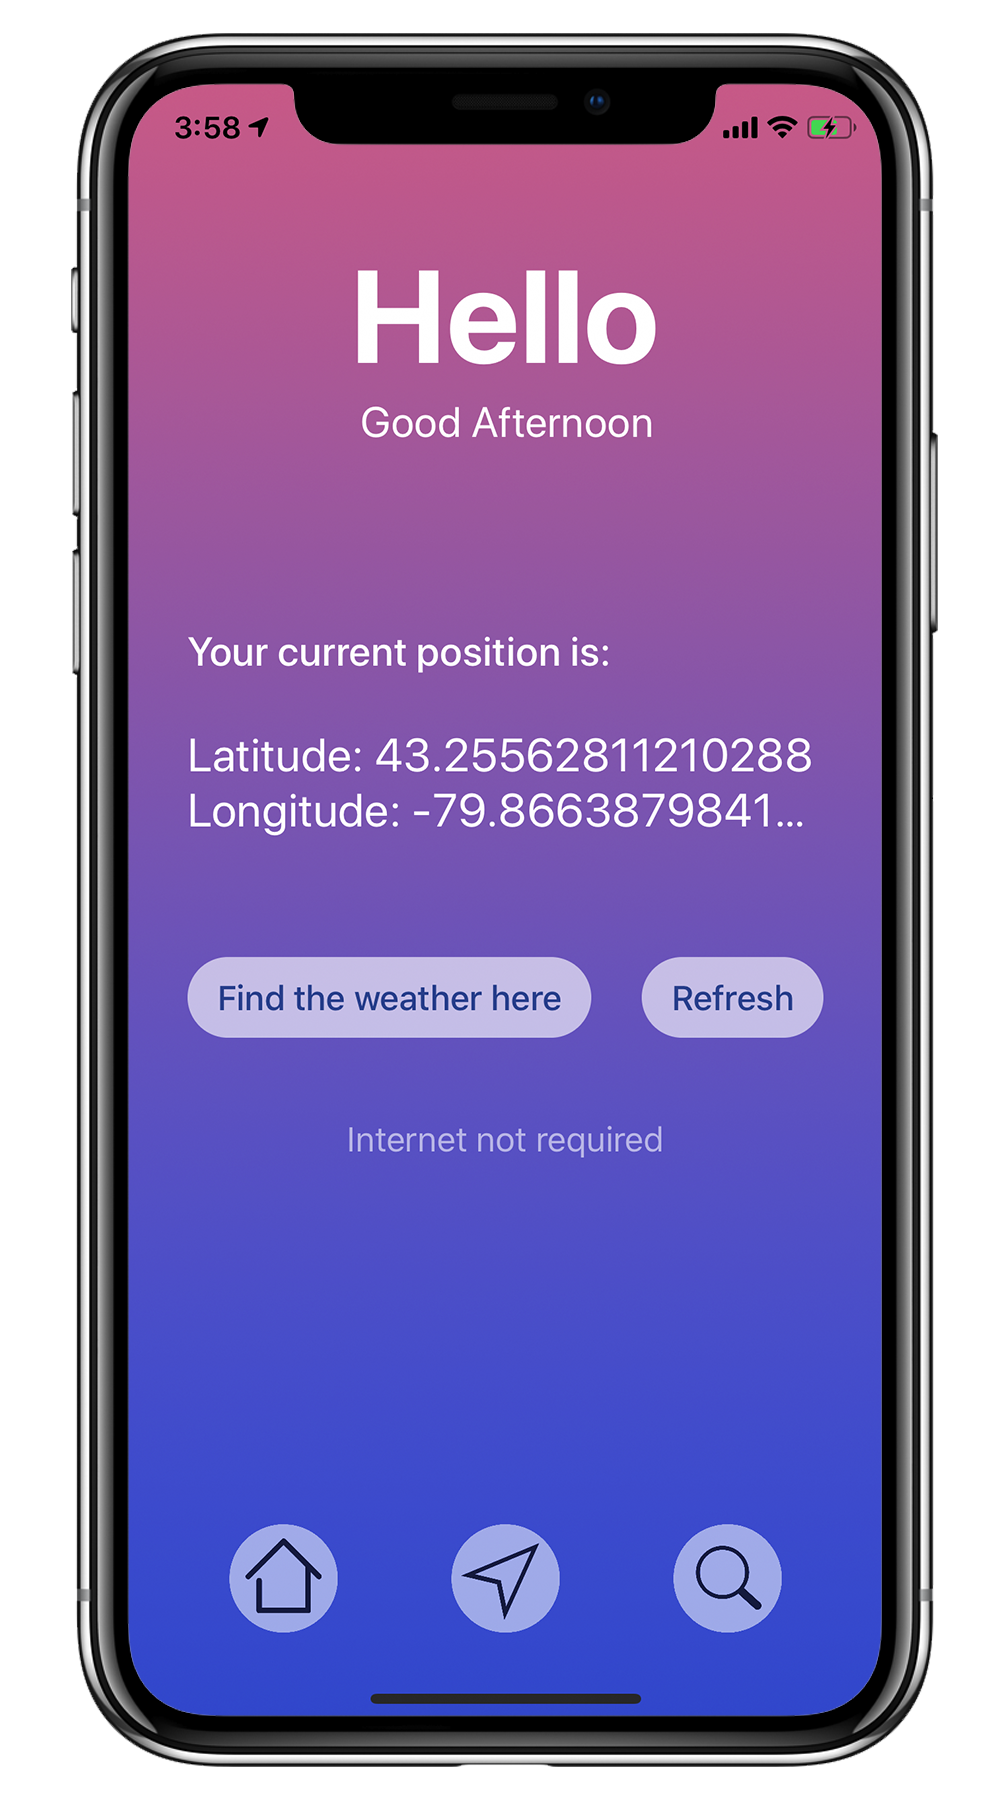 3:58
Hello
Good Afternoon
Your current position is:
Latitude: 43.25562811210288
Longitude: -79.8663879841...
Find the weather here
Refresh
Internet not required